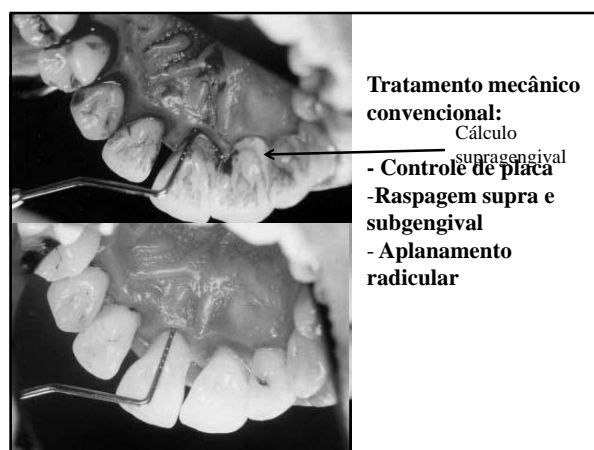 Tratamento mecânico
convencional:
Cálculo
supragengival
- Controle de placa
-Raspagem supra e
subgengival
- Aplanamento
radicular